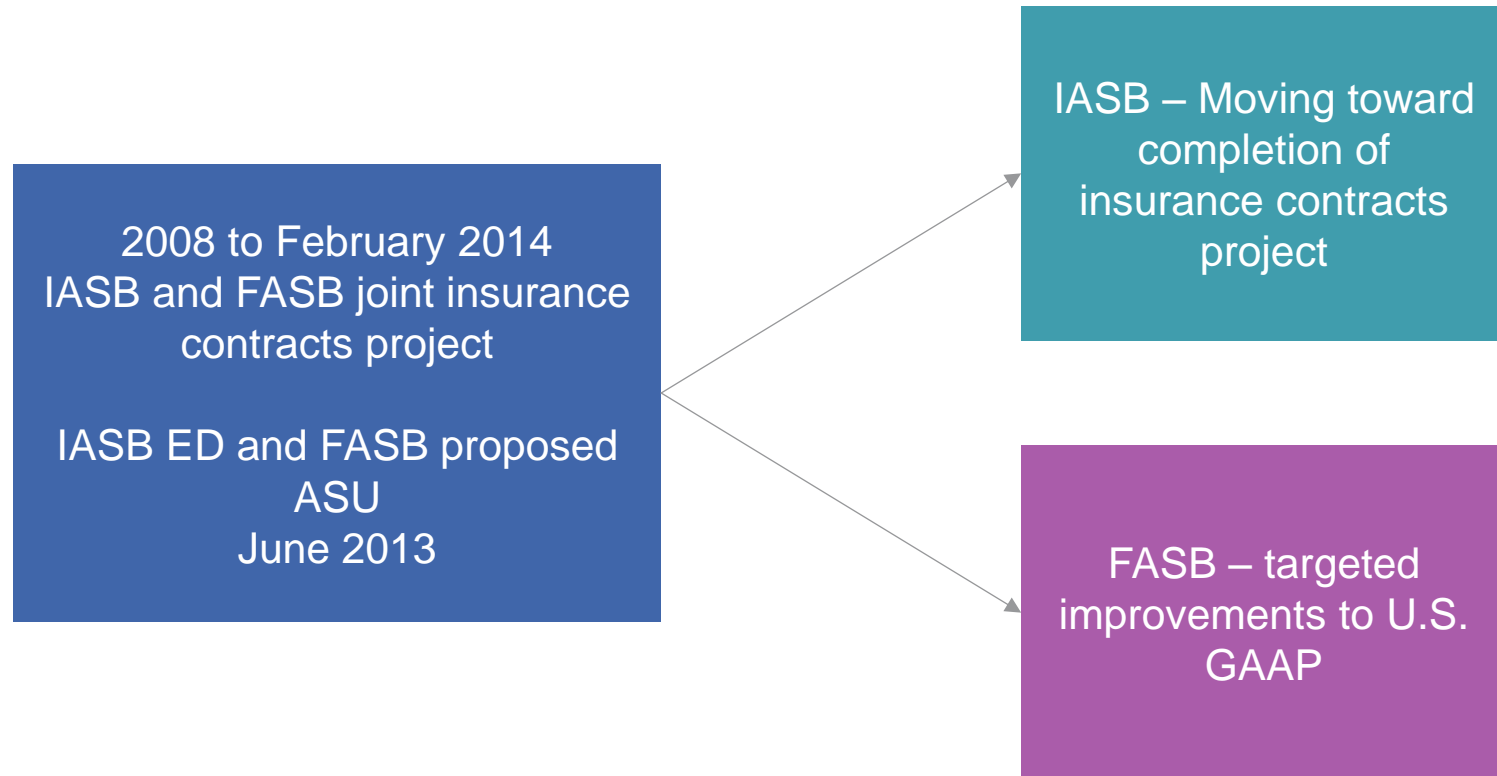 2008 to February 2014
IASB and FASB joint insurance
contracts project
IASB ED and FASB proposed
ASU
June 2013
IASB – Moving toward
completion of
insurance contracts
project
FASB – targeted
improvements to U.S.
GAAP